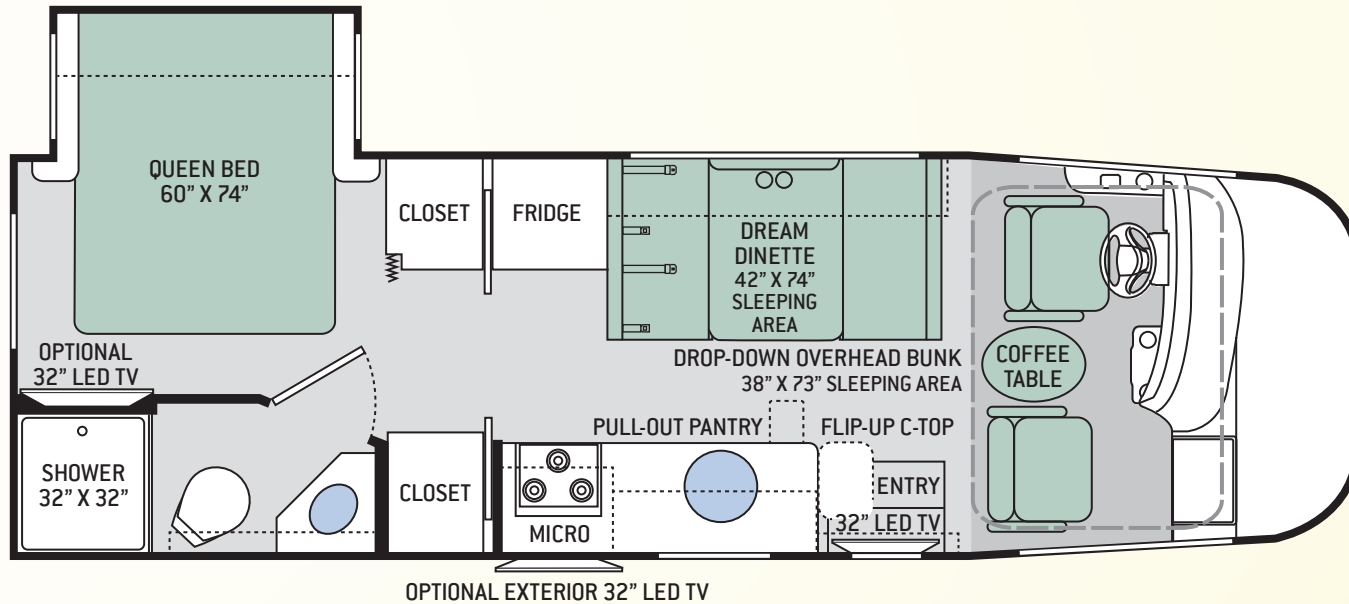 QUEEN BED
60” X 74”
CLOSET
FRIDGE
DREAM
DINETTE
42” X 74”
SLEEPING
AREA
OPTIONAL
32” LED TV
DROP-DOWN OVERHEAD BUNK
38” X 73” SLEEPING AREA
COFFEE
TABLE
PULL-OUT PANTRY
FLIP-UP C-TOP
SHOWER
32” X 32”
CLOSET
MICRO
ENTRY
32” LED TV
OPTIONAL EXTERIOR 32” LED TV